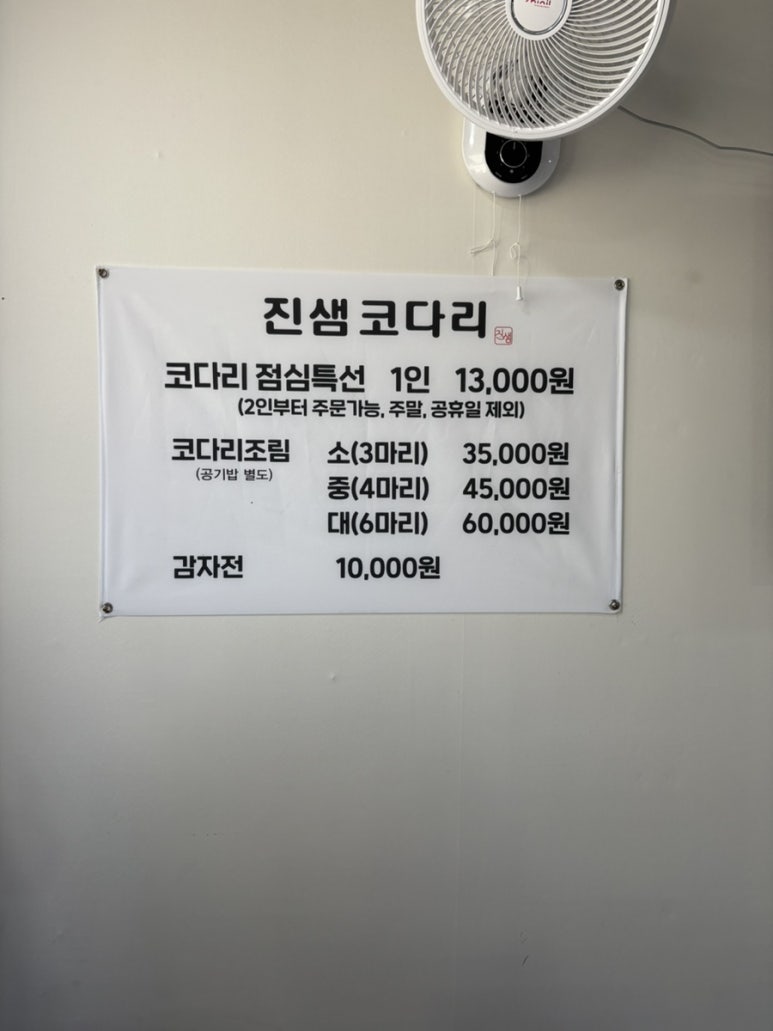 진샘코다리
진샘
코다리 점심특선 1인 13,000원
(2인부터 주문가능, 주말, 공휴일 제외)
코다리조림 소(3마리) 35,000원
(공기밥 별도)
중(4마리) 45,000원
대(6마리) 60,000원
감자전 10,000원